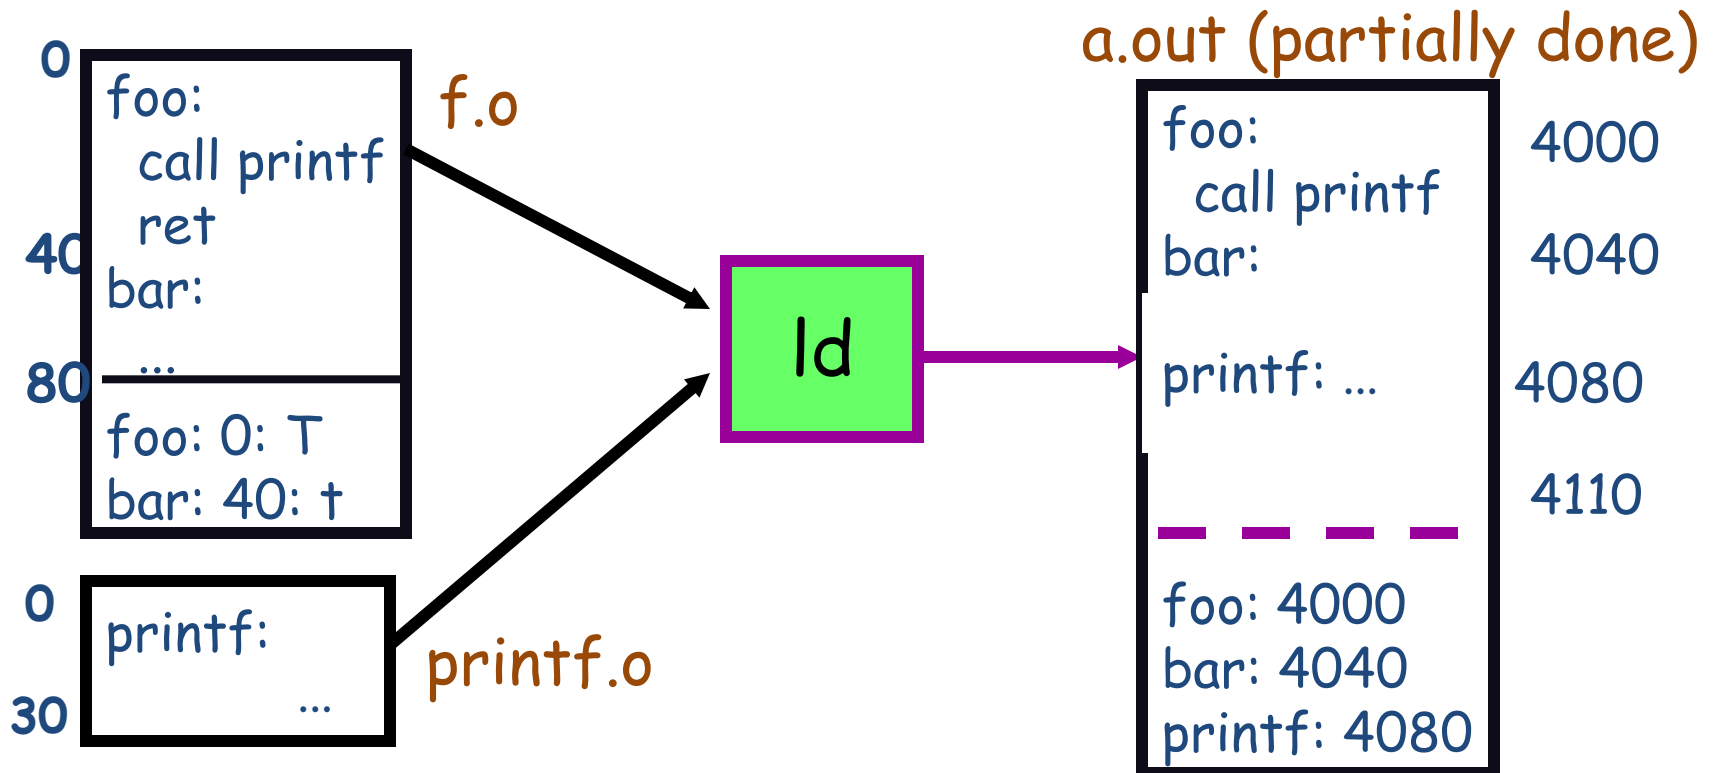 0
foo:
call printf
ret
40
bar:
...
80
foo: 0: T
bar: 40: t
f.o
0
printf:
...
30
printf.o
ld
a.out (partially done)
foo:
4000
call printf
bar:
4040
printf: ...
4080
4110
foo: 4000
bar: 4040
printf: 4080